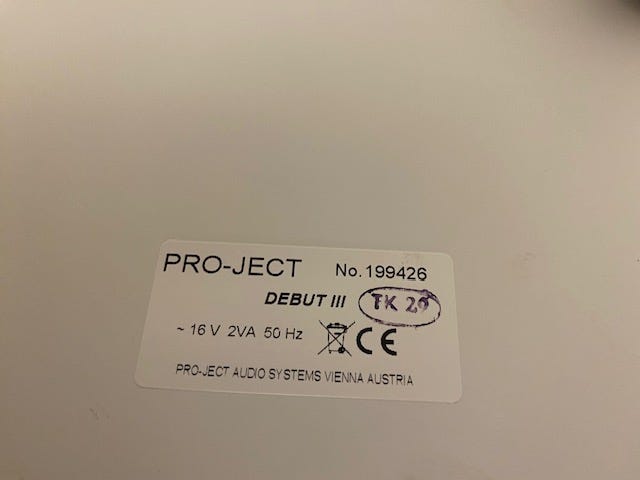 PRO-JECT No.199426
DEBUT III TK 29
~ 16 V 2VA 50 Hz CE
PRO-JECT AUDIO SYSTEMS VIENNA AUSTRIA